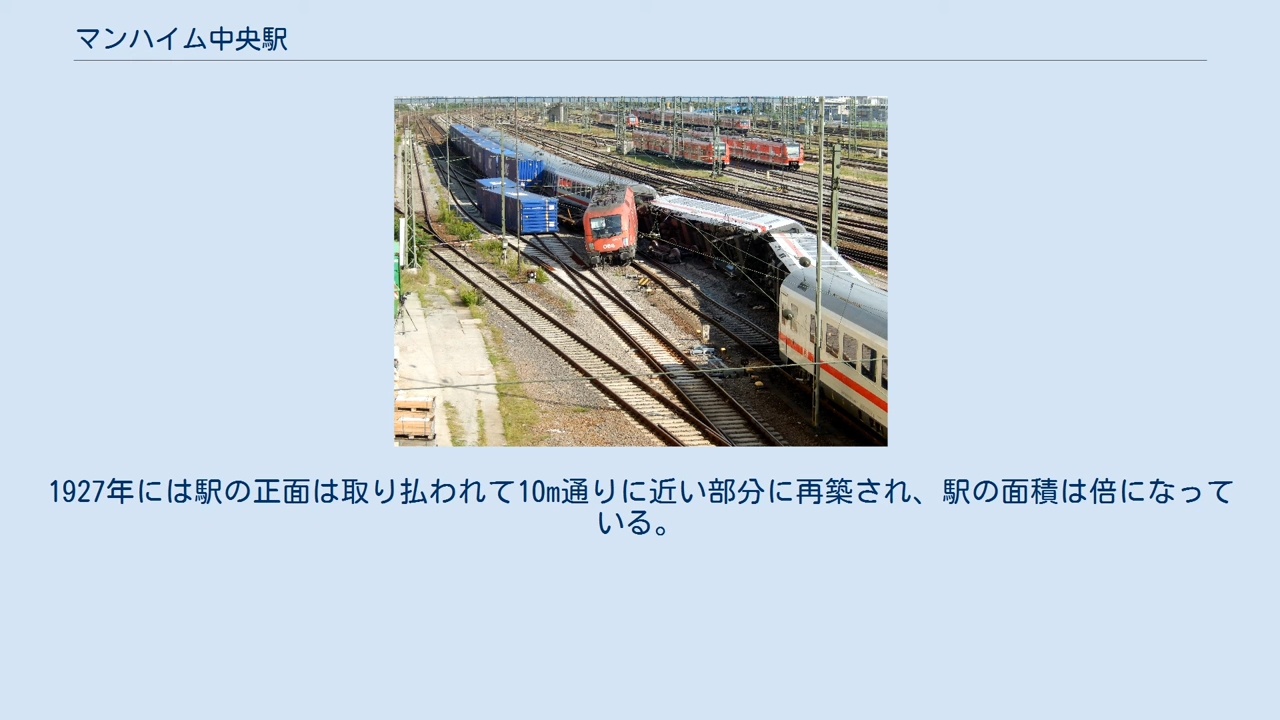 マンハイム中央駅
1927年には駅の正面は取り払われて10m通りに近い部分に再築され、駅の面積は倍になって
いる。